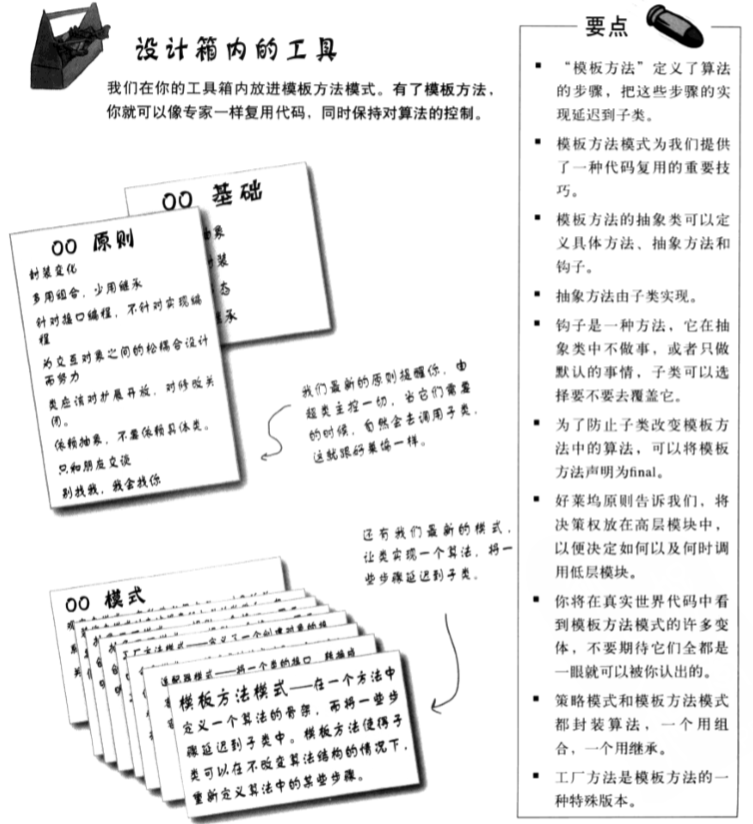 设计箱内的工具
我们在你的工具箱内放进模板方法模式。有了模板方法，
你就可以像专家一样复用代码，同时保持对算法的控制。
OO 基础
OO 原则
封装变化
多用组合，少用继承
针对接口编程，不针对实现编
程
为交互对象之间的松耦合设计
而努力
类应该对扩展开放，对修改关
闭。
依赖抽象，不要依赖具体类。
只和朋友交谈
别找我，我会找你
我们最新的原则提醒你，由
超类主控一切，当它们需要
的时候，自然会去调用子类，
这就跟好莱坞一样。
还有我们最新的模式，
让类实现一个算法，将一
些步骤延迟到子类。
OO 模式
工厂方法模式——定义了一个创建对象的接
适配器模式——将一个类的接口，转换成
模板方法模式——在一个方法中
定义一个算法的骨架，而将一些步
骤延迟到子类中。模板方法使得子
类可以在不改变算法结构的情况下，
重新定义算法中的某些步骤。
要点
▪ “模板方法”定义了算法
的步骤，把这些步骤的实
现延迟到子类。
▪ 模板方法模式为我们提供
了一种代码复用的重要技
巧。
▪ 模板方法的抽象类可以定
义具体方法、抽象方法和
钩子。
▪ 抽象方法由子类实现。
▪ 钩子是一种方法，它在抽
象类中不做事，或者只做
默认的事情，子类可以选
择要不要去覆盖它。
▪ 为了防止子类改变模板方
法中的算法，可以将模板
方法声明为final。
▪ 好莱坞原则告诉我们，将
决策权放在高层模块中，
以便决定如何以及何时调
用低层模块。
▪ 你将在真实世界代码中看
到模板方法模式的许多变
体，不要期待它们全都是
一眼就可以被你认出的。
▪ 策略模式和模板方法模式
都封装算法，一个用组
合，一个用继承。
▪ 工厂方法是模板方法的一
种特殊版本。